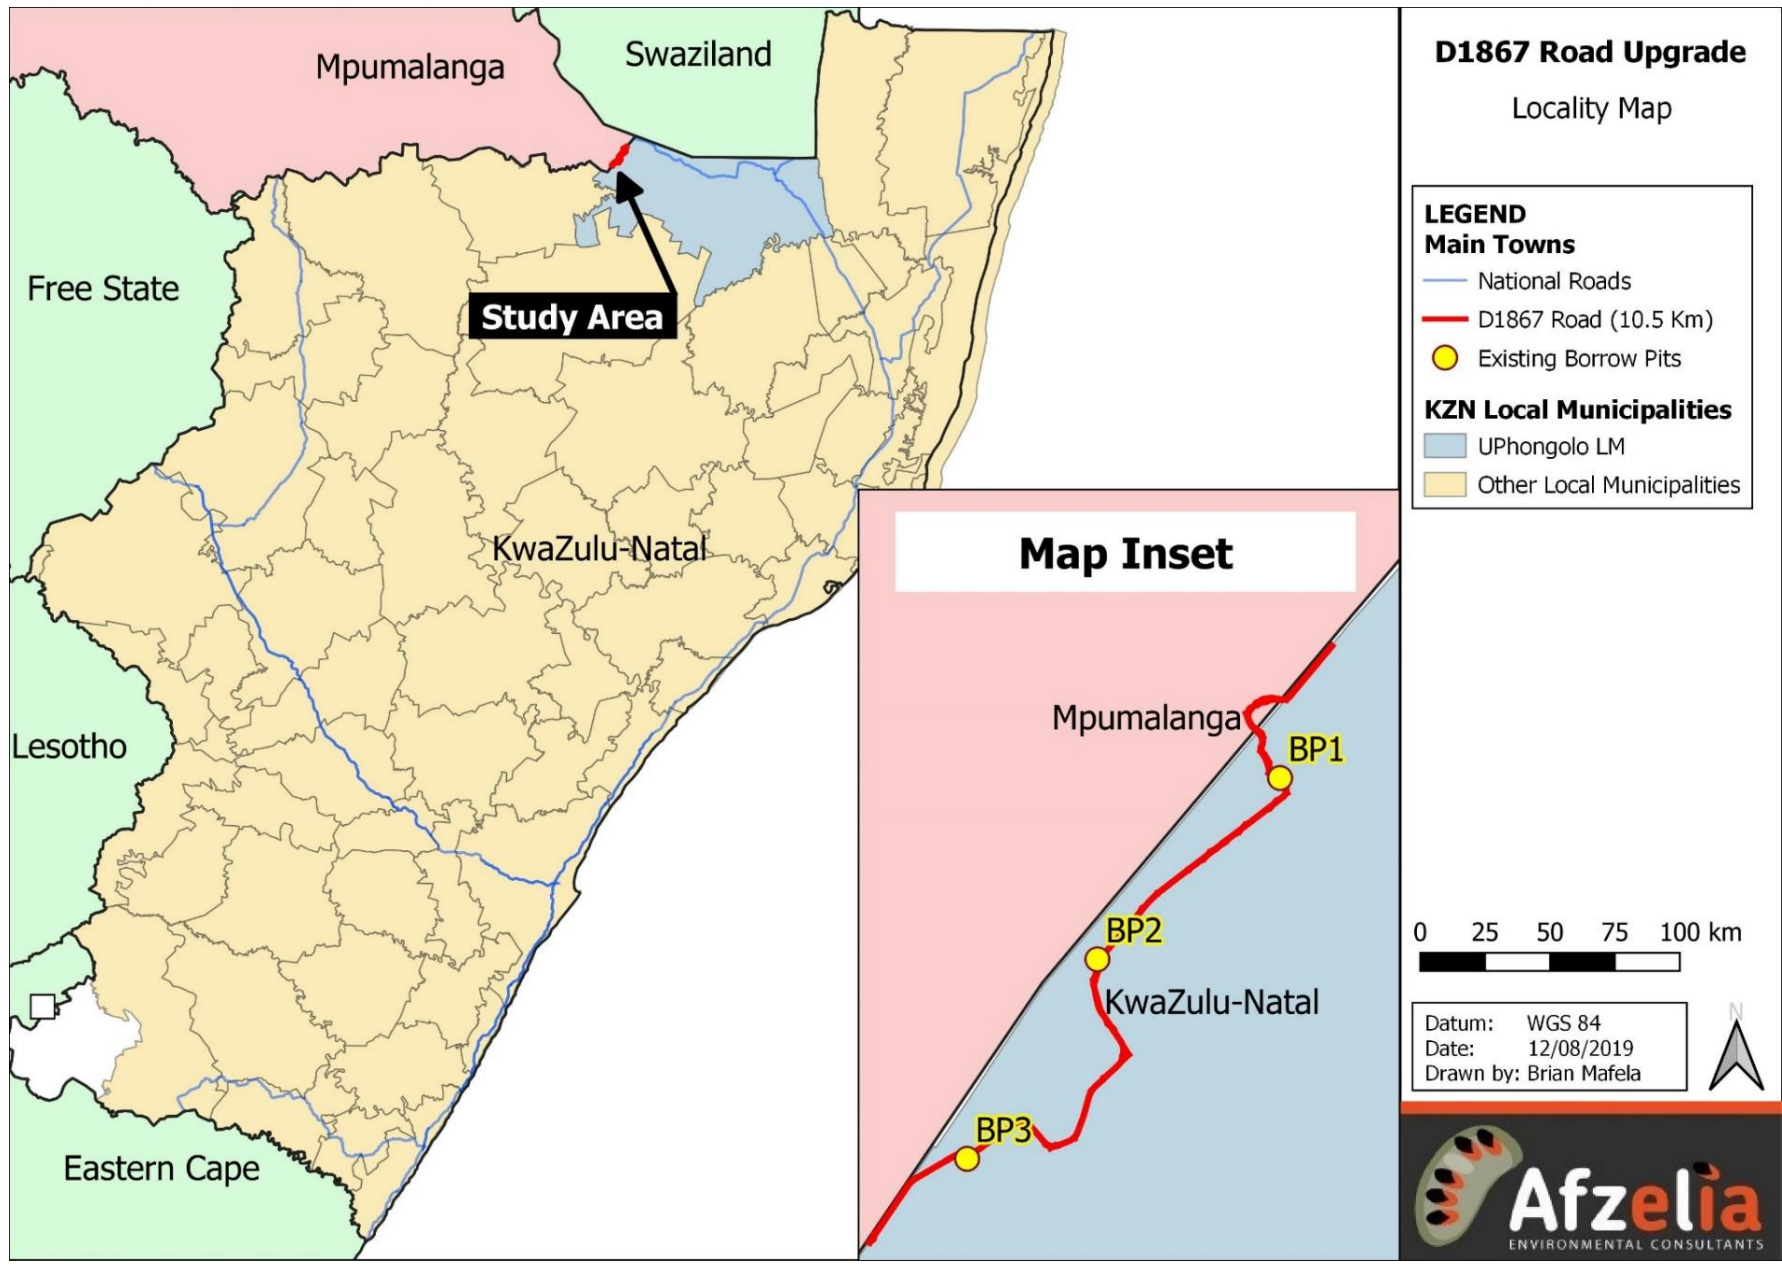 Mpumalanga
Swaziland
Free State
Study Area
KwaZulu-Natal
Lesotho
Eastern Cape
Map Inset
Mpumalanga
BP1
BP2
KwaZulu-Natal
BP3
D1867 Road Upgrade
Locality Map
LEGEND
Main Towns
National Roads
D1867 Road (10.5 Km)
Existing Borrow Pits
KZN Local Municipalities
UPhongolo LM
Other Local Municipalities
0 25 50 75 100 km
Datum: WGS 84
Date: 12/08/2019
Drawn by: Brian Mafela
N
Afzelia
ENVIRONMENTAL CONSULTANTS